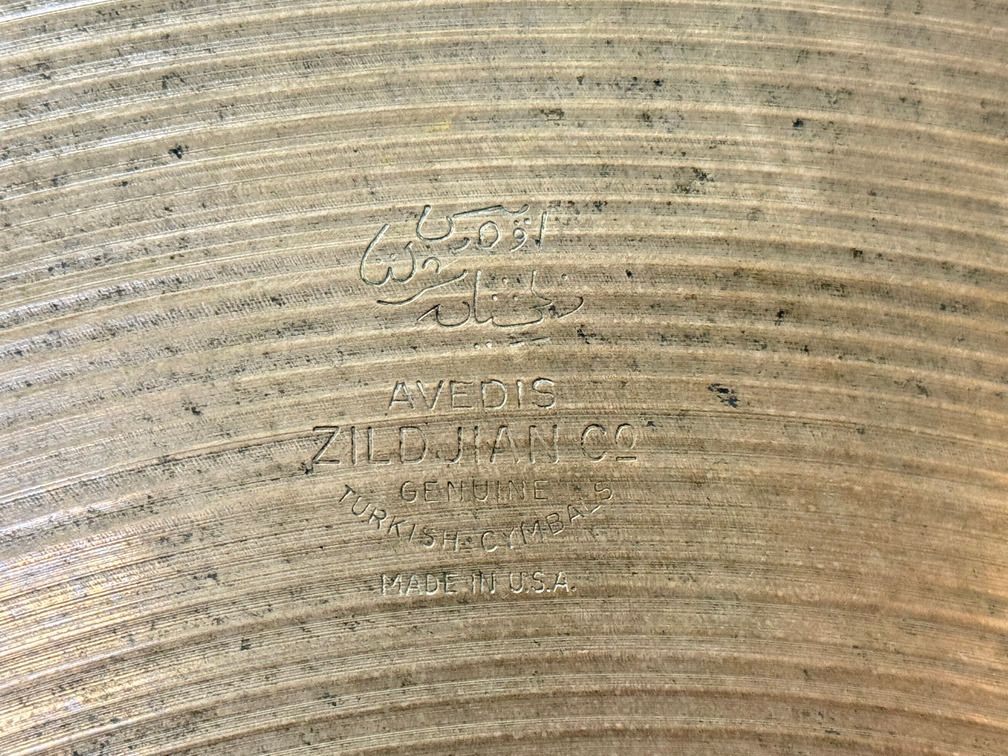 AVEDIS
ZILDJIAN Co
GENUINE
TURKISH CYMBALS
MADE IN U.S.A.